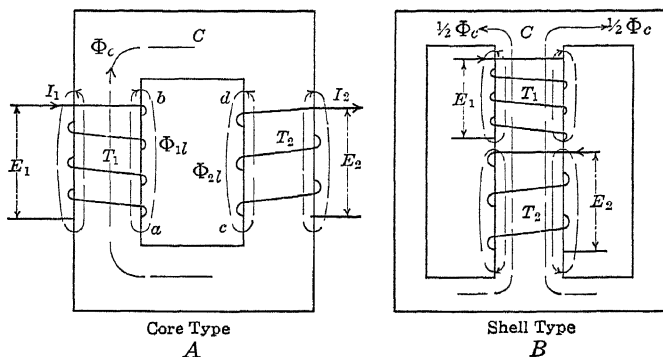 Φc
C
I1
b
d
I2
E1
T1
Φ1l
Φ2l
T2
E2
a
c
Core Type
A
½ Φc
C
½ Φc
E1
T1
E2
T2
Shell Type
B